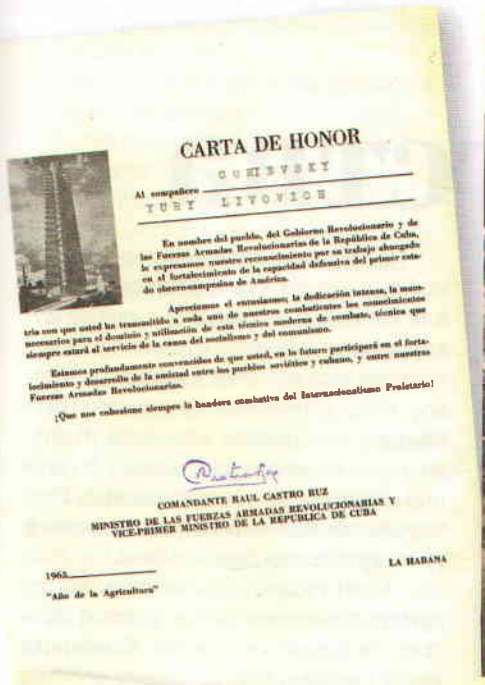 CARTA DE HONOR
Al compañero GUMIEVSKY
YURY LIVOVICH
En nombre del pueblo, del Gobierno Revolucionario y de
las Fuerzas Armadas Revolucionarias de la República de Cuba,
le expresamos nuestro reconocimiento por su trabajo abnegado
en el fortalecimiento de la capacidad defensiva del primer esta-
do obrero-campesino de América.
Apreciamos el entusiasmo; la dedicación intensa, la maes-
tría con que usted ha transmitido a cada uno de nuestros combatientes los conocimientos
necesarios para el dominio y utilización de esta técnica moderna de combate, técnica que
siempre estará al servicio de la causa del socialismo y del comunismo.
Estamos profundamente convencidos de que usted, en lo futuro participará en el forta-
lecimiento y desarrollo de la amistad entre los pueblos soviético y cubano, y entre nuestras
Fuerzas Armadas Revolucionarias.
¡Que nos cohesione siempre la bandera combativa del Internacionalismo Proletario!
COMANDANTE RAUL CASTRO RUZ
MINISTRO DE LAS FUERZAS ARMADAS REVOLUCIONARIAS Y
VICE-PRIMER MINISTRO DE LA REPUBLICA DE CUBA
1965
LA HABANA
"Año de la Agricultura"